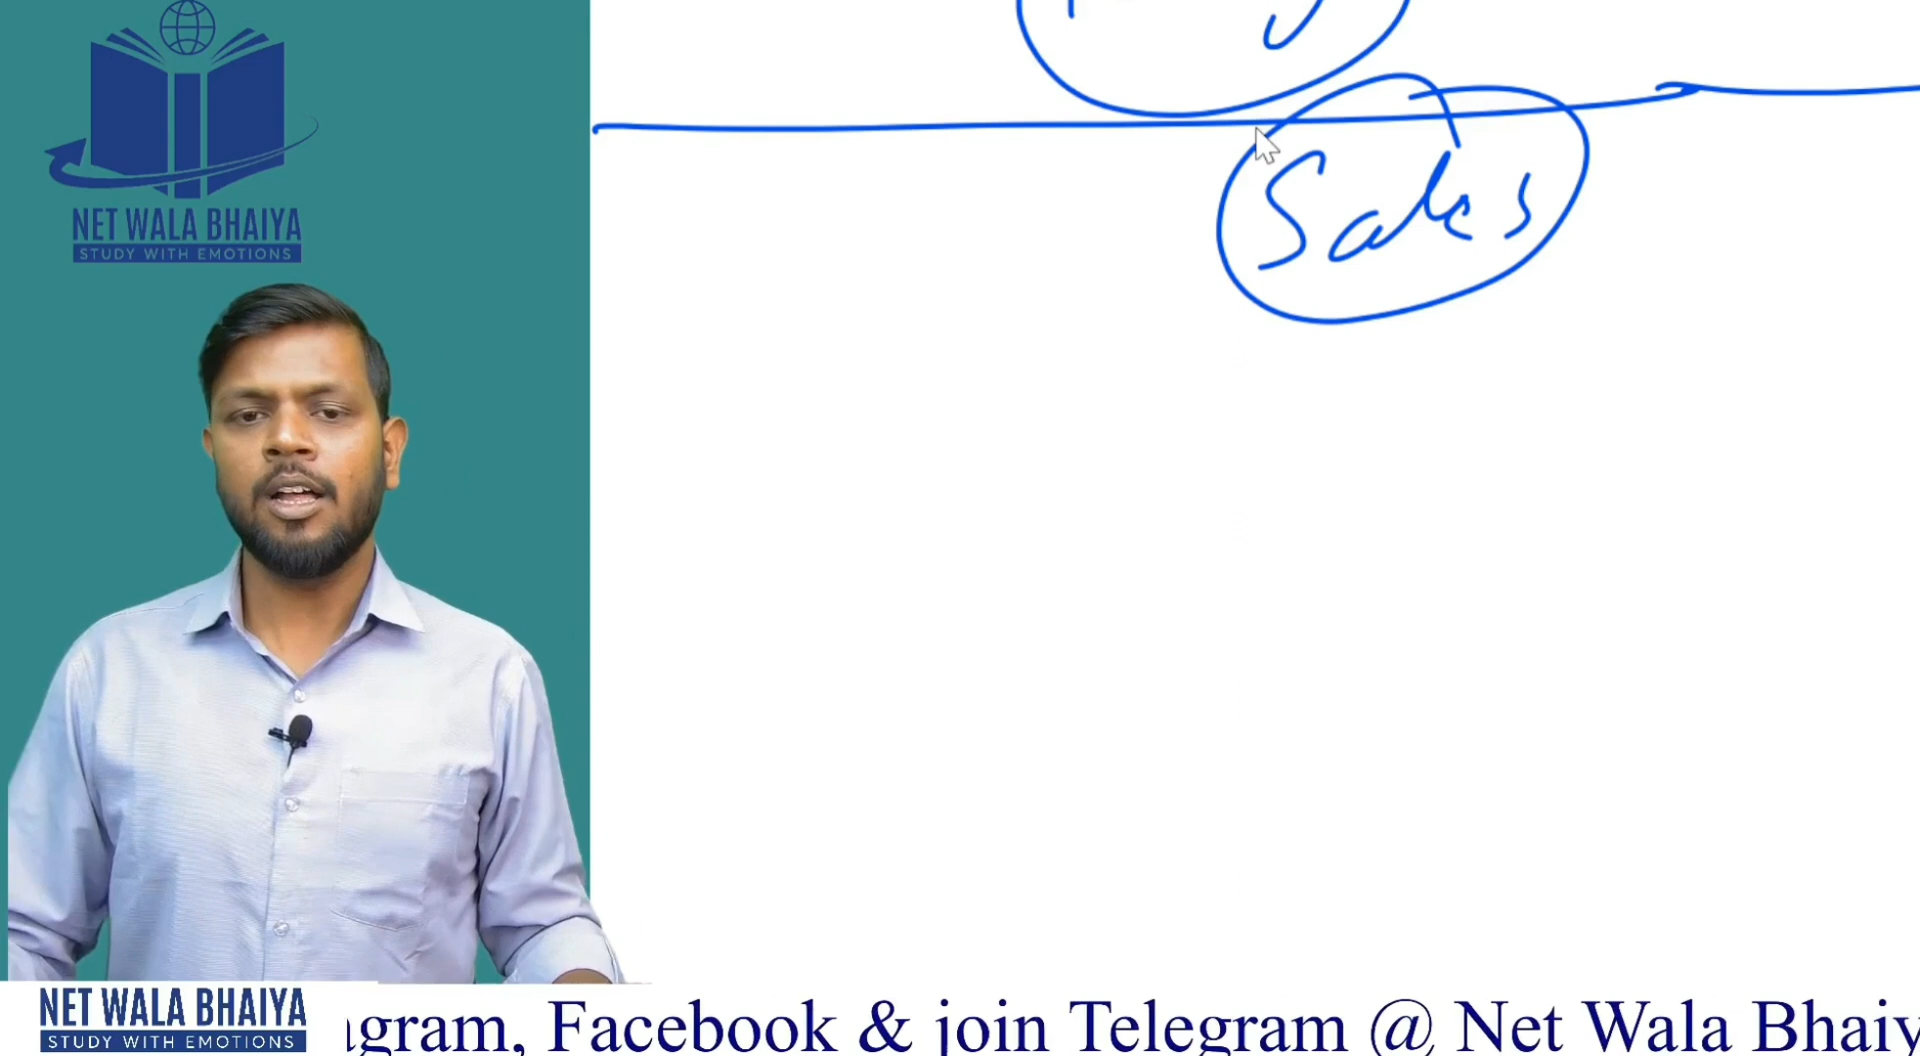 NET WALA BHAIYA
STUDY WITH EMOTIONS
Sales
NET WALA BHAIYA
STUDY WITH EMOTIONS
agram, Facebook & join Telegram @ Net Wala Bhaiy